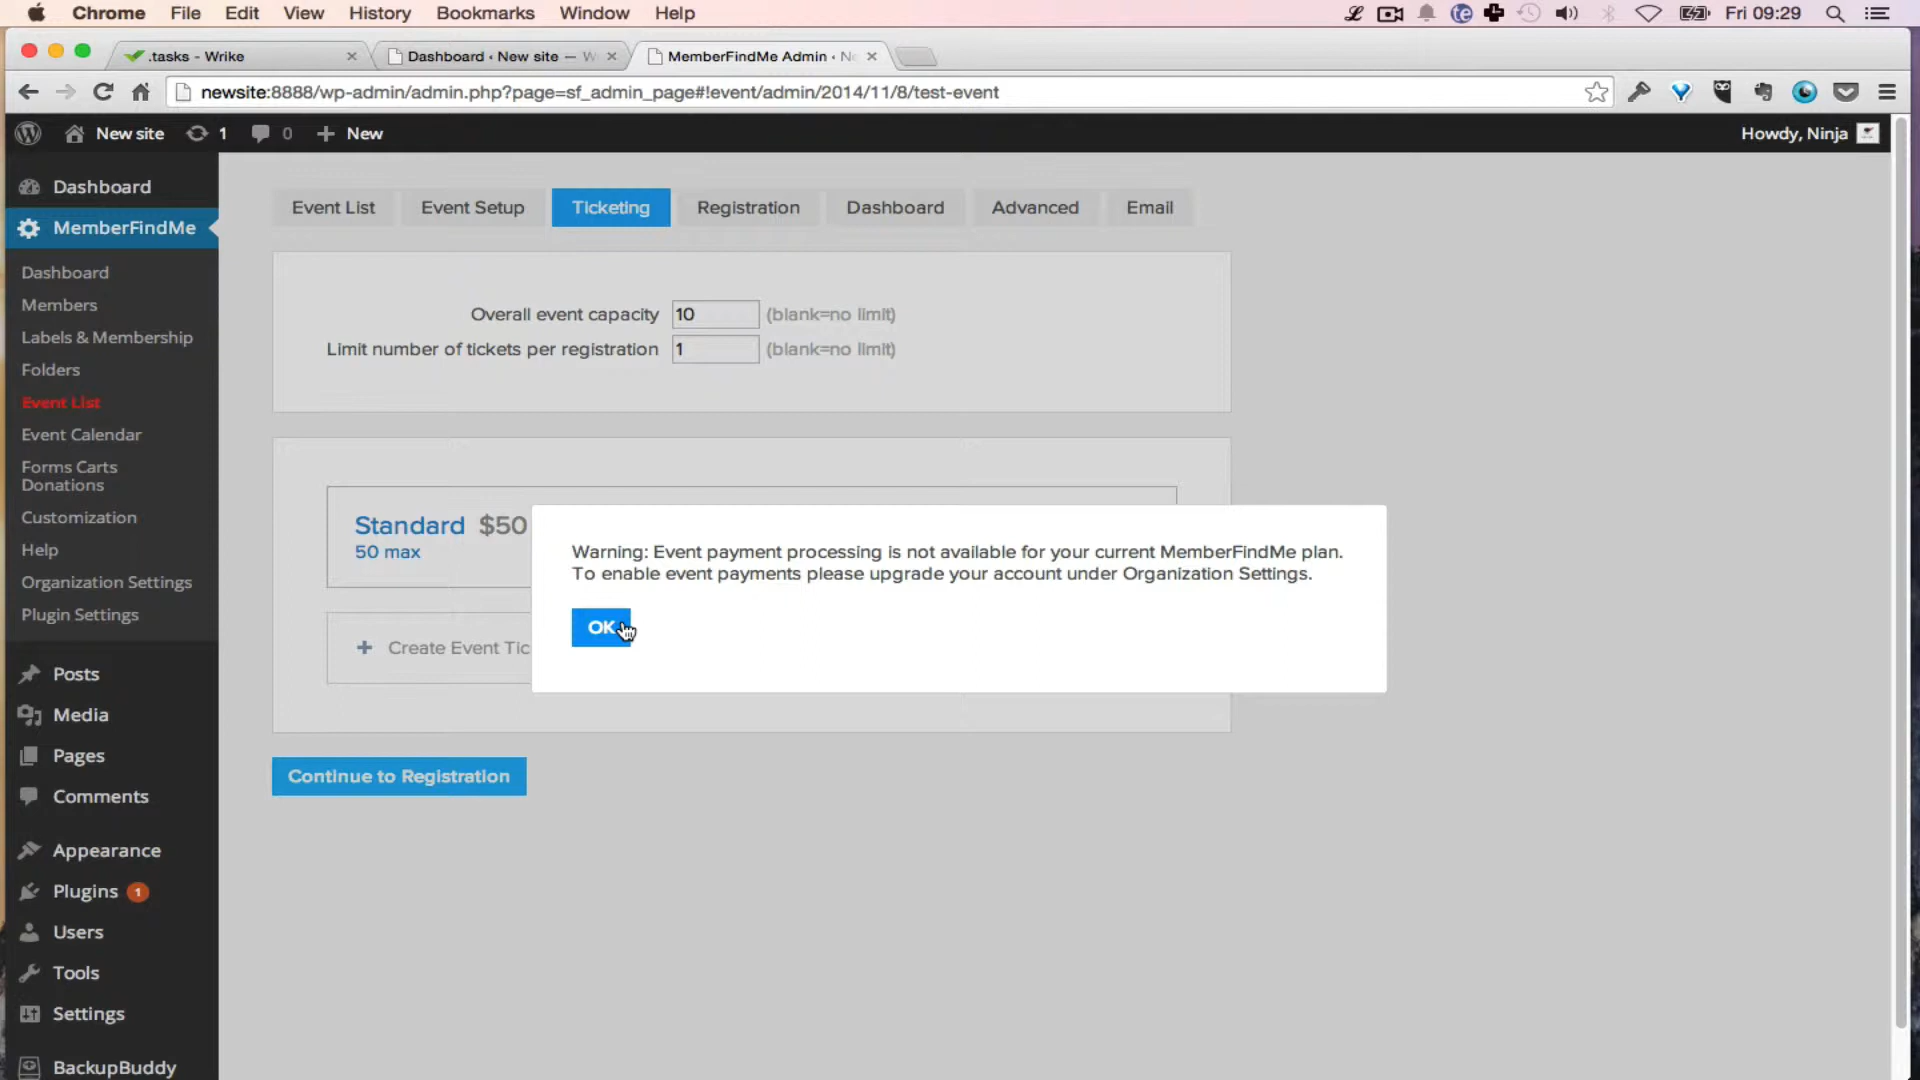 Chrome File Edit View History Bookmarks Window Help Fri 09:29
.tasks - Wrike Dashboard ‹ New site — W MemberFindMe Admin ‹ Ne
newsite:8888/wp-admin/admin.php?page=sf_admin_page#!event/admin/2014/11/8/test-event
New site 1 0 + New Howdy, Ninja
Dashboard
MemberFindMe
Dashboard
Members
Labels & Membership
Folders
Event List
Event Calendar
Forms Carts
Donations
Customization
Help
Organization Settings
Plugin Settings
Posts
Media
Pages
Comments
Appearance
Plugins 1
Users
Tools
Settings
BackupBuddy
Event List Event Setup Ticketing Registration Dashboard Advanced Email
Overall event capacity 10 (blank=no limit)
Limit number of tickets per registration 1 (blank=no limit)
Standard $50
50 max
+ Create Event Tic
Warning: Event payment processing is not available for your current MemberFindMe plan.
To enable event payments please upgrade your account under Organization Settings.
OK
Continue to Registration